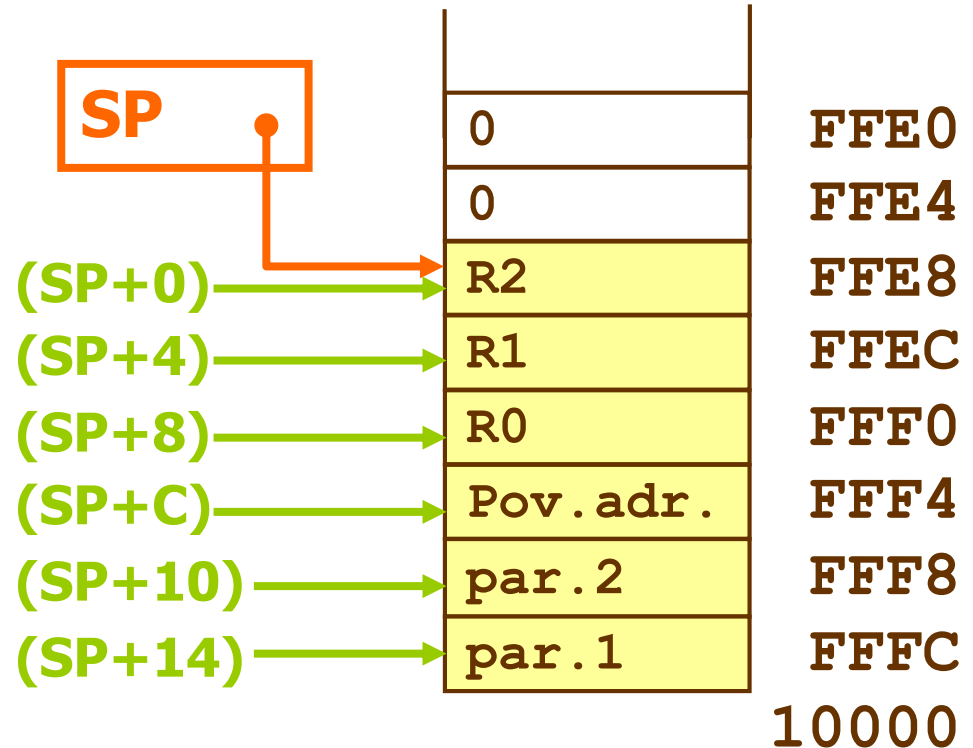 SP
0 FFE0
0 FFE4
(SP+0) R2 FFE8
(SP+4) R1 FFEC
(SP+8) R0 FFF0
(SP+C) Pov.adr. FFF4
(SP+10) par.2 FFF8
(SP+14) par.1 FFFC
10000